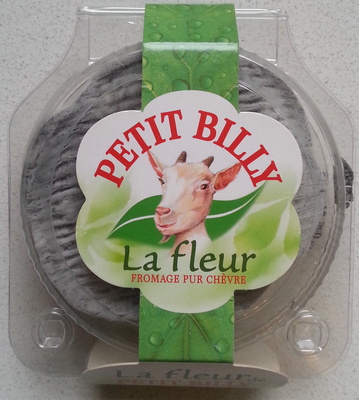 PETIT BILLY
La fleur
FROMAGE PUR CHÈVRE
La fleur